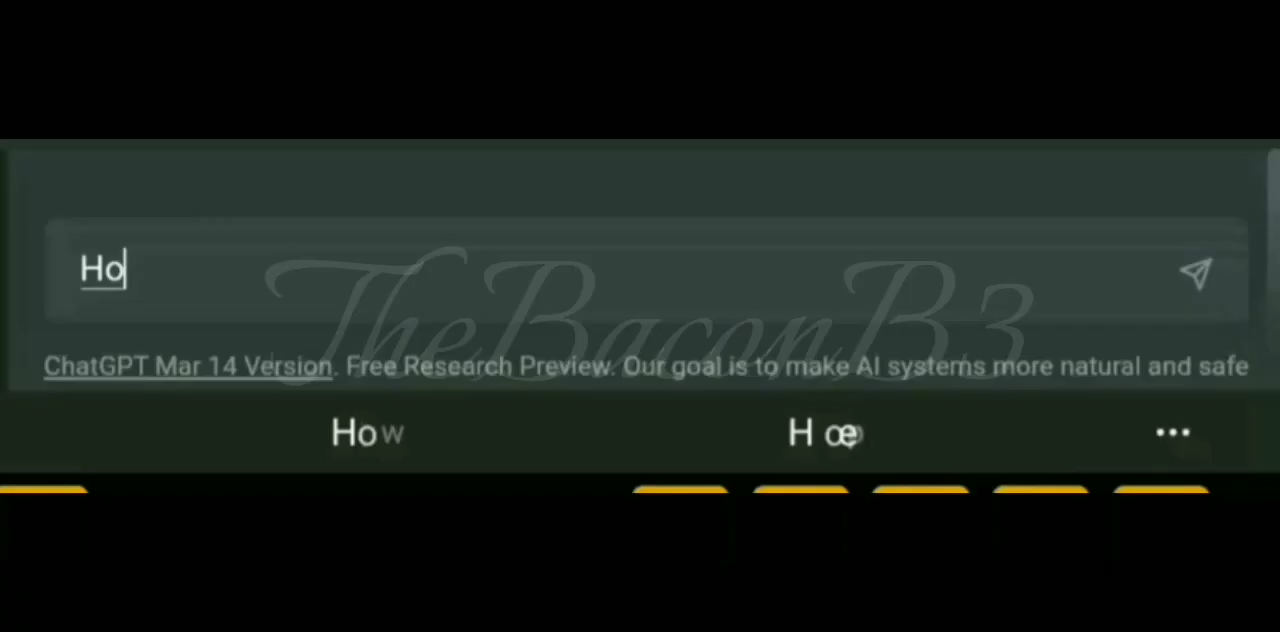 Ho
TheBaconB3
ChatGPT Mar 14 Version. Free Research Preview. Our goal is to make AI systems more natural and safe
How